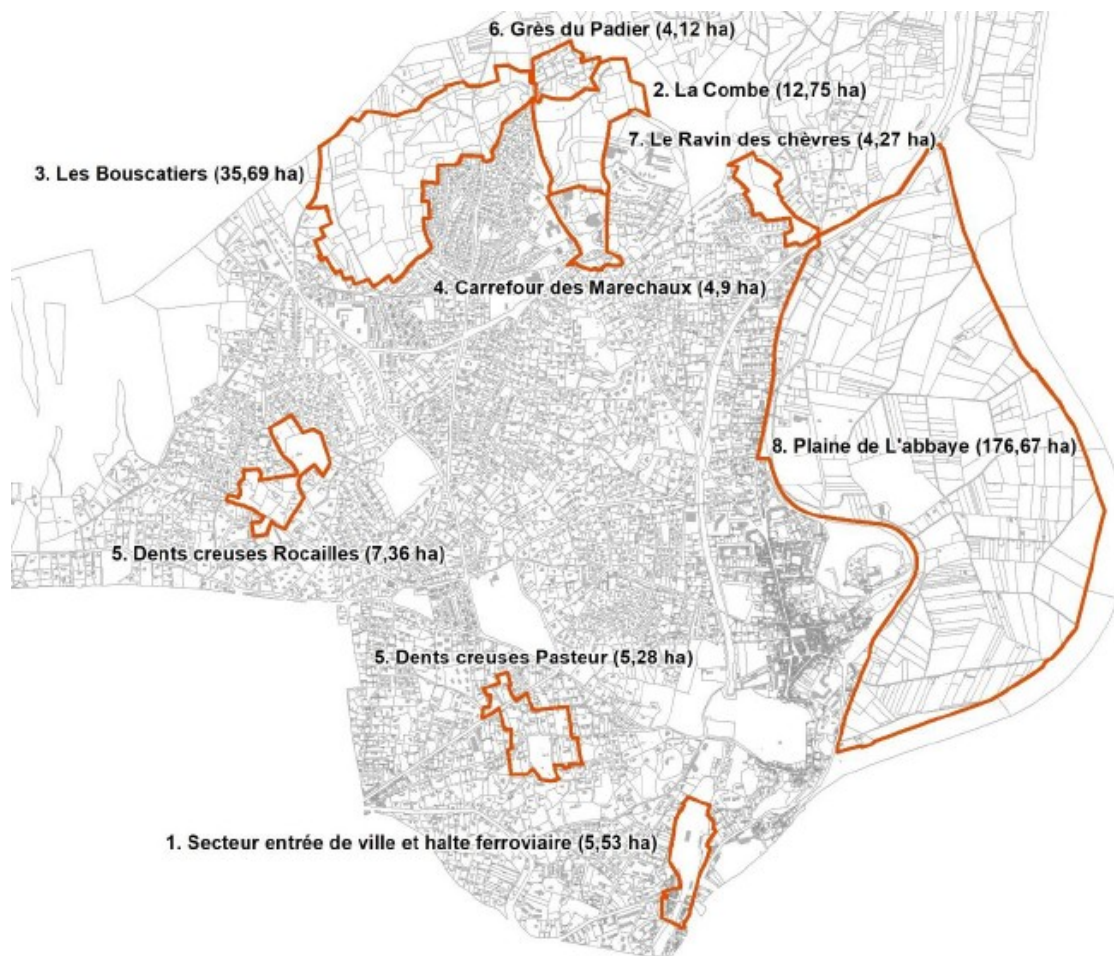 6. Grès du Padier (4,12 ha)
2. La Combe (12,75 ha)
7. Le Ravin des chèvres (4,27 ha)
3. Les Bouscatiers (35,69 ha)
4. Carrefour des Marechaux (4,9 ha)
8. Plaine de L'abbaye (176,67 ha)
5. Dents creuses Rocailles (7,36 ha)
5. Dents creuses Pasteur (5,28 ha)
1. Secteur entrée de ville et halte ferroviaire (5,53 ha)